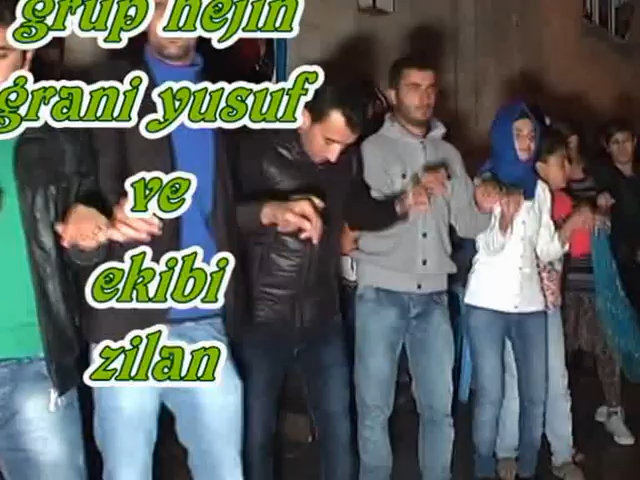 grup hejin
grani yusuf
ve
ekibi
zilan